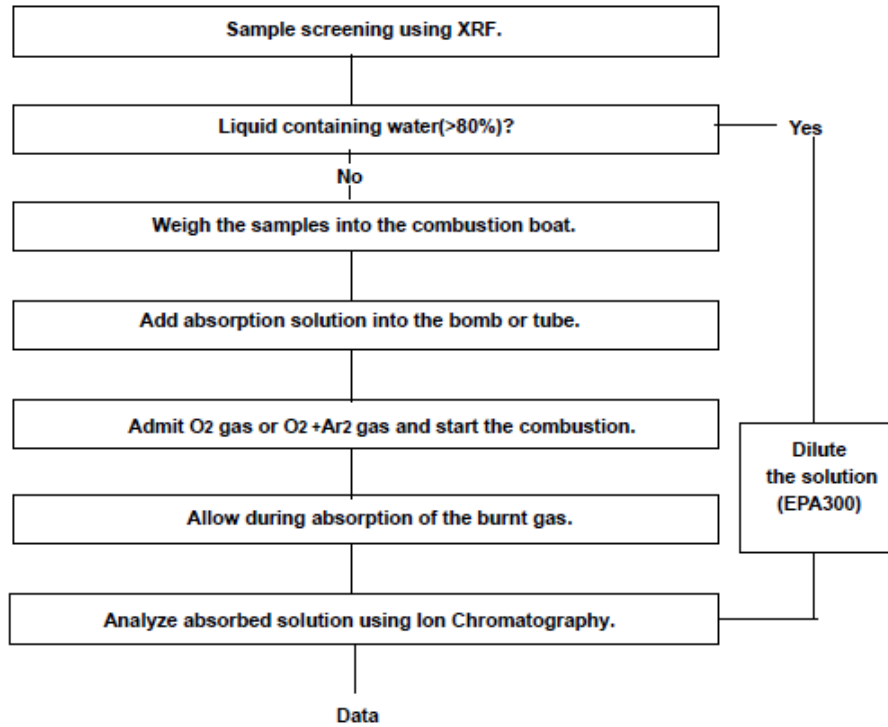 Sample screening using XRF.
Liquid containing water(>80%)?
Yes
No
Weigh the samples into the combustion boat.
Add absorption solution into the bomb or tube.
Admit O2 gas or O2 +Ar2 gas and start the combustion.
Dilute
the solution
(EPA300)
Allow during absorption of the burnt gas.
Analyze absorbed solution using Ion Chromatography.
Data